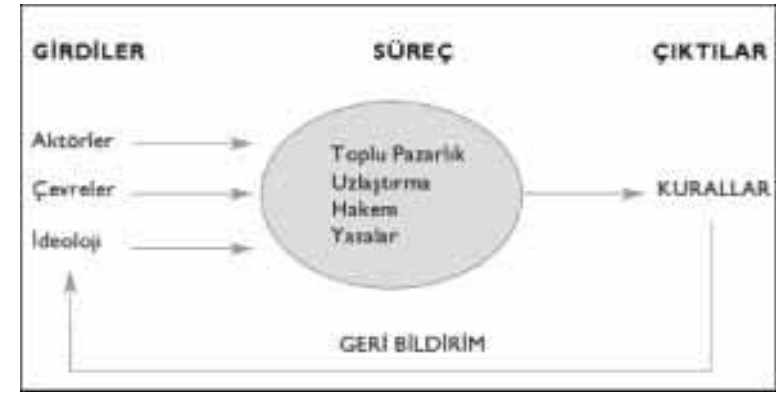 GİRDİLER SÜREÇ ÇIKTILAR
Aktörler
Çevreler
İdeoloji
Toplu Pazarlık
Uzlaştırma
Hakem
Yasalar
KURALLAR
GERİ BİLDİRİM